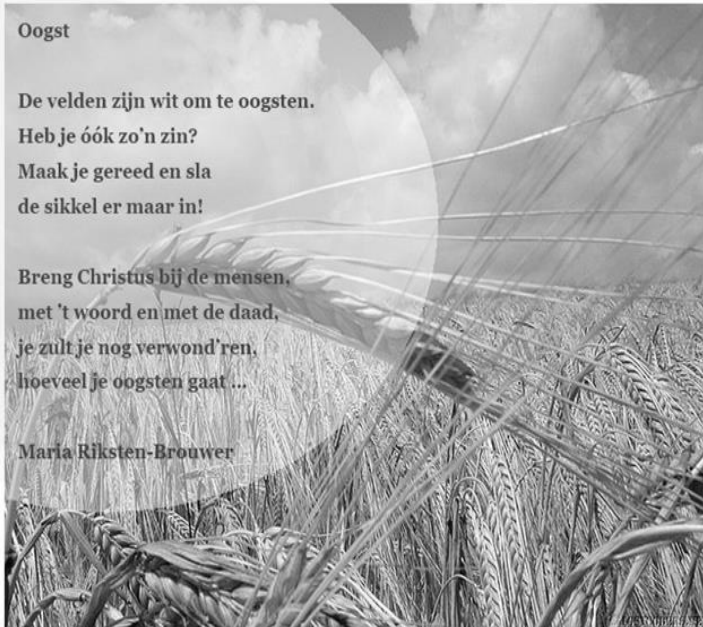 Oogst
De velden zijn wit om te oogsten.
Heb je óók zo'n zin?
Maak je gereed en sla
de sikkel er maar in!
Breng Christus bij de mensen,
met 't woord en met de daad,
je zult je nog verwond'ren,
hoeveel je oogsten gaat ...
Maria Riksten-Brouwer